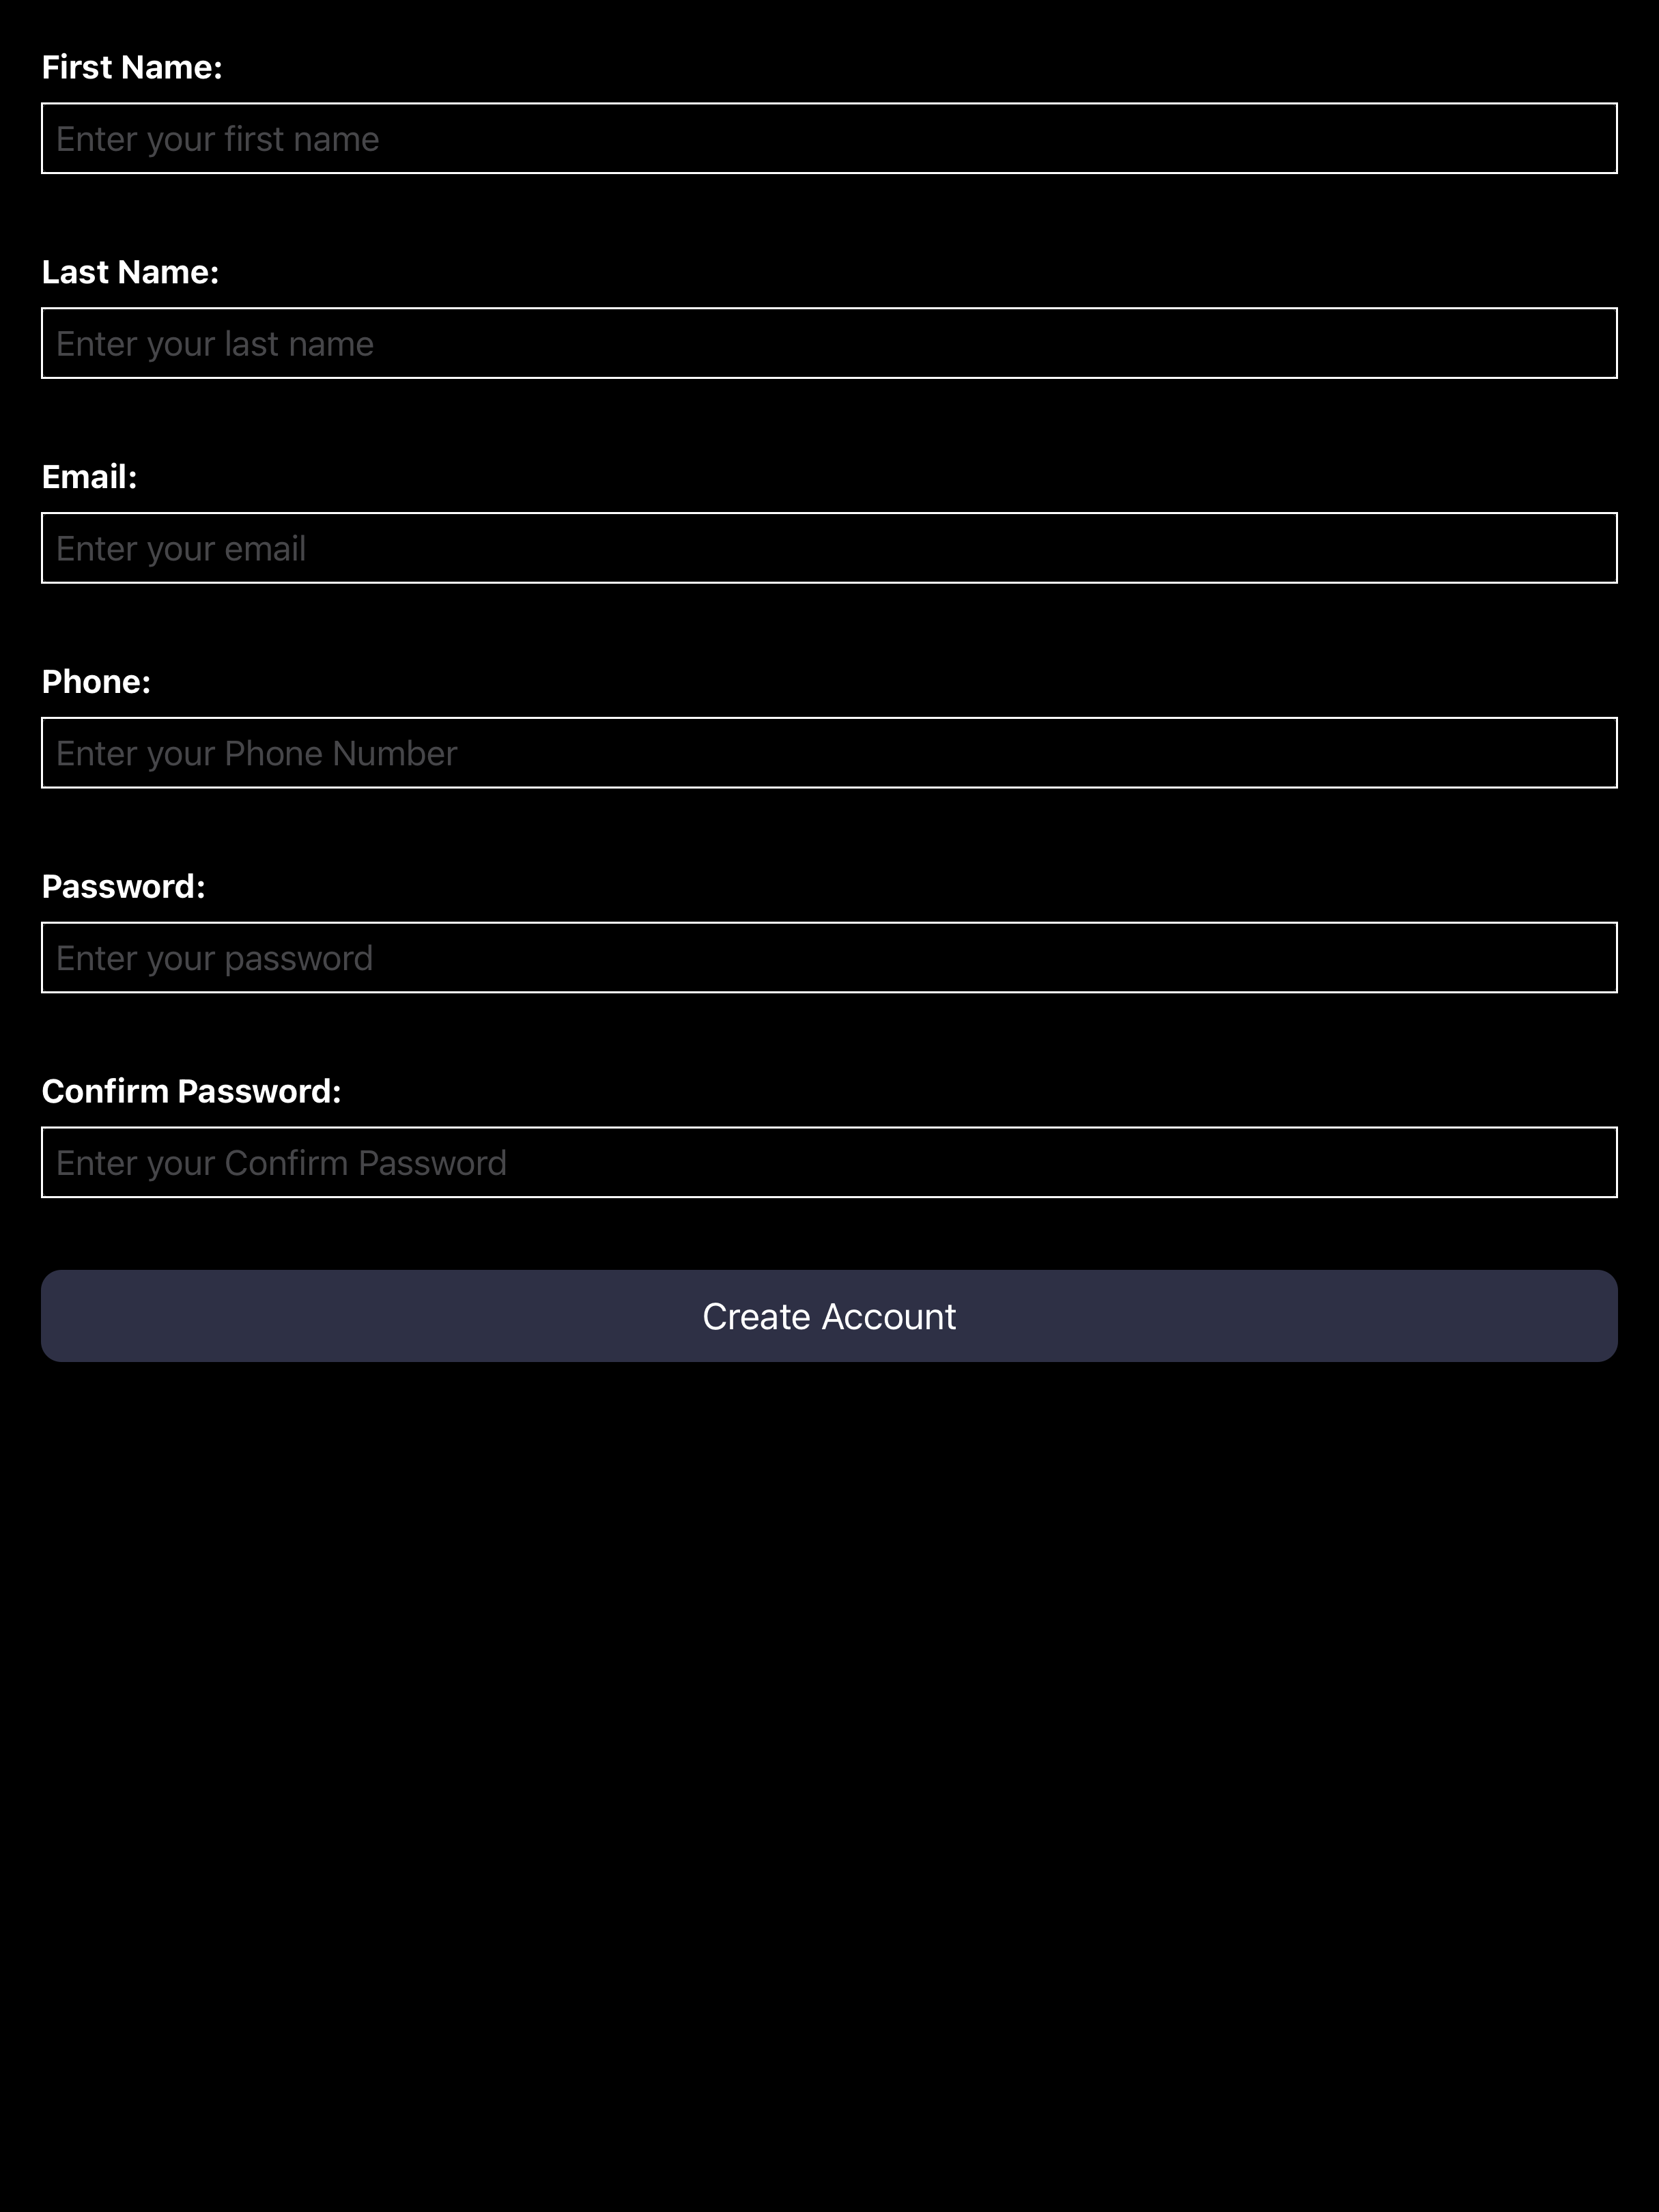 First Name:
Enter your first name
Last Name:
Enter your last name
Email:
Enter your email
Phone:
Enter your Phone Number
Password:
Enter your password
Confirm Password:
Enter your Confirm Password
Create Account